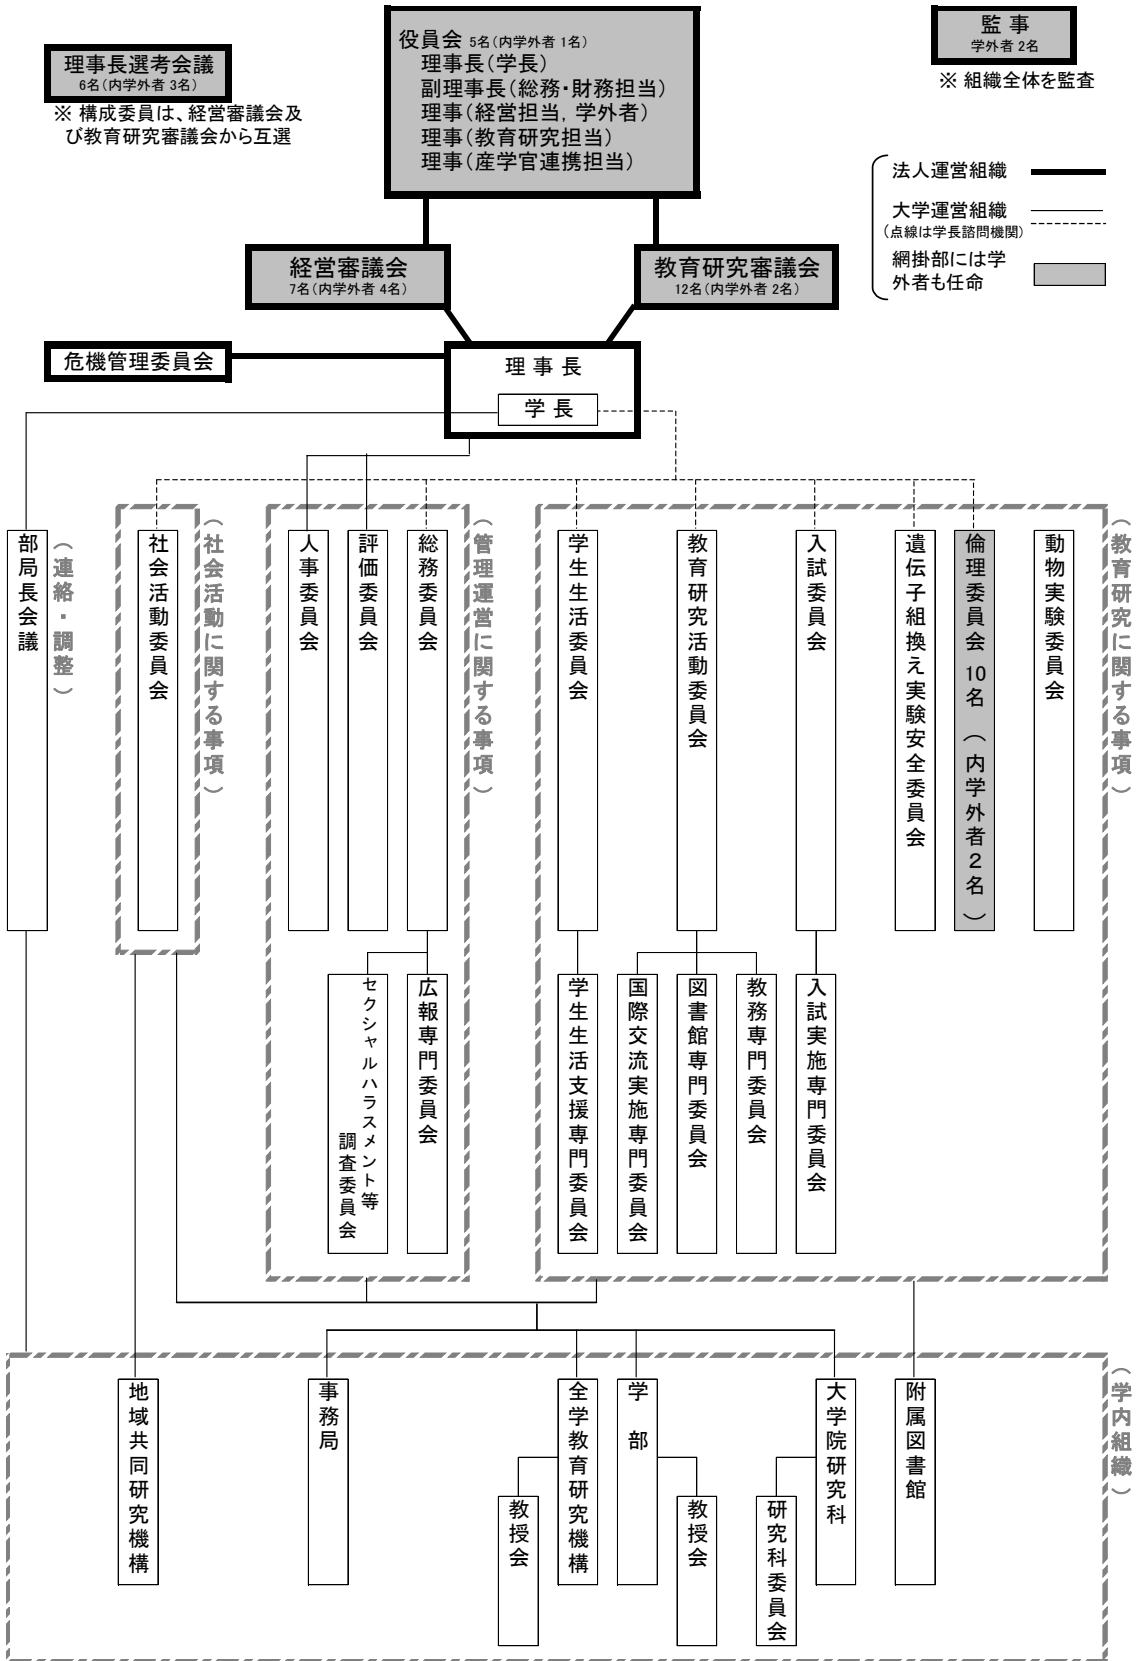 役員会 5名(内学外者 1名)
理事長(学長)
副理事長(総務・財務担当)
理事(経営担当,学外者)
理事(教育研究担当)
理事(産学官連携担当)
監 事
学外者 2名
※ 組織全体を監査
理事長選考会議
6名(内学外者 3名)
※ 構成委員は、経営審議会及
び教育研究審議会から互選
法人運営組織
大学運営組織
(点線は学長諮問機関)
網掛部には学
外者も任命
経営審議会
7名(内学外者 4名)
教育研究審議会
12名(内学外者 2名)
危機管理委員会
理 事 長
学 長
部局長会議
(連絡・調整)
社会活動委員会
(社会活動に関する事項)
人事委員会
評価委員会
総務委員会
(管理運営に関する事項)
学生生活委員会
教育研究活動委員会
入試委員会
遺伝子組換え実験安全委員会
倫理委員会 10名 (内学外者2名)
動物実験委員会
(教育研究に関する事項)
セクシャルハラスメント等
調査委員会
広報専門委員会
学生生活支援専門委員会
国際交流実施専門委員会
図書館専門委員会
教務専門委員会
入試実施専門委員会
地域共同研究機構
事務局
全学教育研究機構
学 部
大学院研究科
附属図書館
(学内組織)
教授会
教授会
研究科委員会